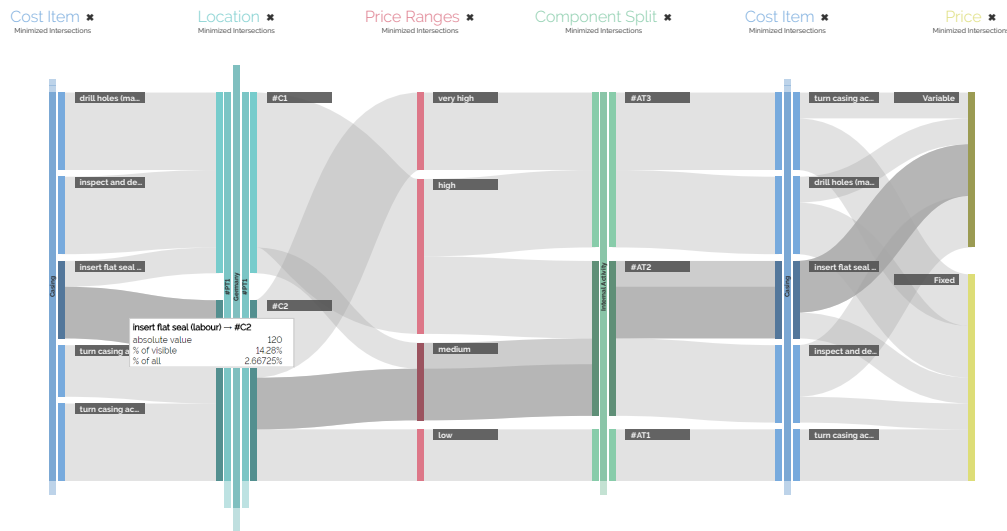 Cost Item ✖ Location ✖ Price Ranges ✖ Component Split ✖ Cost Item ✖ Price ✖
Minimized Intersections Minimized Intersections Minimized Intersections Minimized Intersections Minimized Intersections Minimized Intersections
drill holes (ma... #C1 very high #AT3 turn casing ac... Variable
inspect and de... high drill holes (ma...
Casing #PT1 Germany #PT1 Internal Activity Casing
insert flat seal ... #AT2 insert flat seal ... Fixed
#C2
insert flat seal (labour) → #C2
absolute value 120
% of visible 14.28%
% of all 2.66725%
turn casing a medium inspect and de...
turn casing ac... low #AT1 turn casing ac...